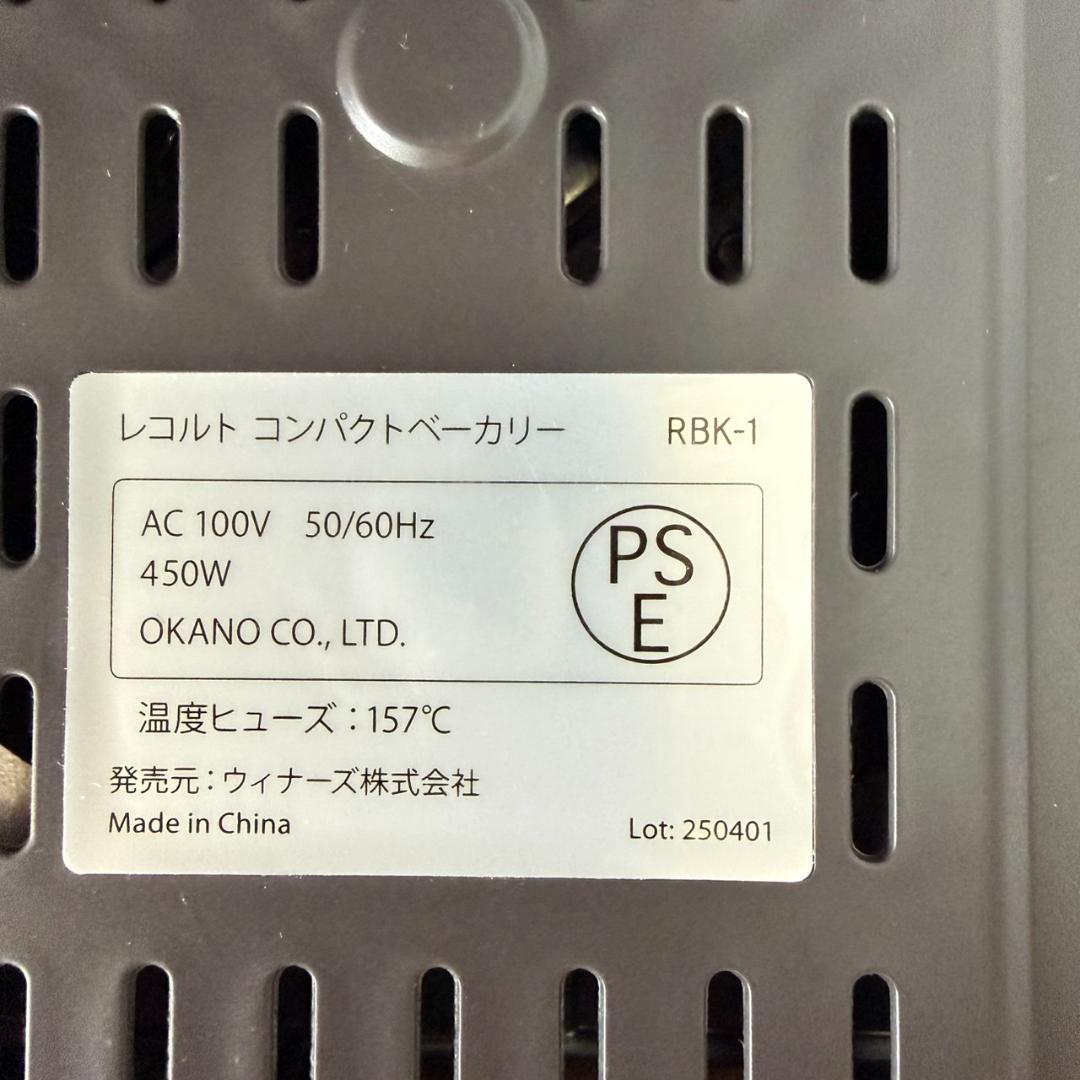 レコルト コンパクトベーカリー RBK-1
AC 100V 50/60Hz
450W
OKANO CO., LTD.
PS
E
温度ヒューズ：157℃
発売元：ウィナーズ株式会社
Made in China
Lot: 250401